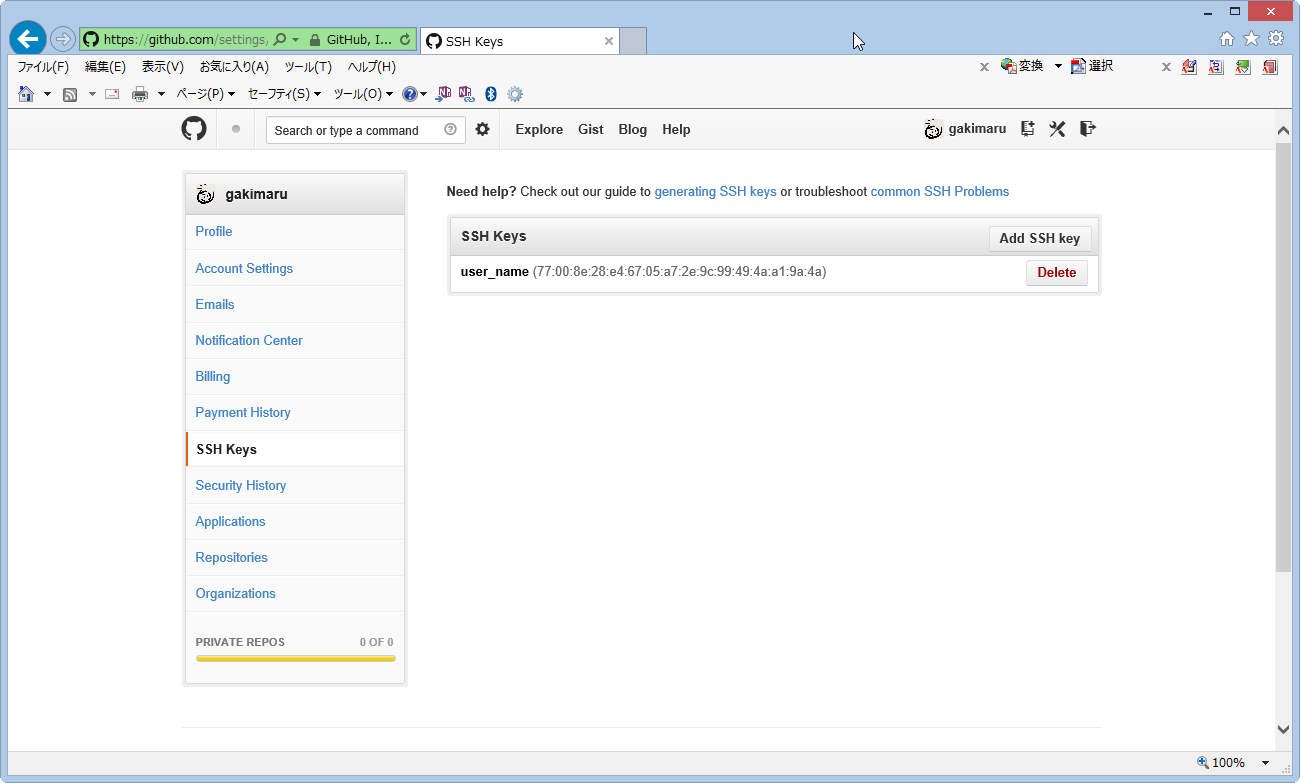 https://github.com/settings/
GitHub, I...
SSH Keys
ファイル(F) 編集(E) 表示(V) お気に入り(A) ツール(T) ヘルプ(H)
変換 選択
ページ(P) セーフティ(S) ツール(O)
Search or type a command
Explore Gist Blog Help
gakimaru
gakimaru
Profile
Account Settings
Emails
Notification Center
Billing
Payment History
SSH Keys
Security History
Applications
Repositories
Organizations
PRIVATE REPOS 0 OF 0
Need help? Check out our guide to generating SSH keys or troubleshoot common SSH Problems
SSH Keys
Add SSH key
user_name (77:00:8e:28:e4:67:05:a7:2e:9c:99:49:4a:a1:9a:4a)
Delete
100%